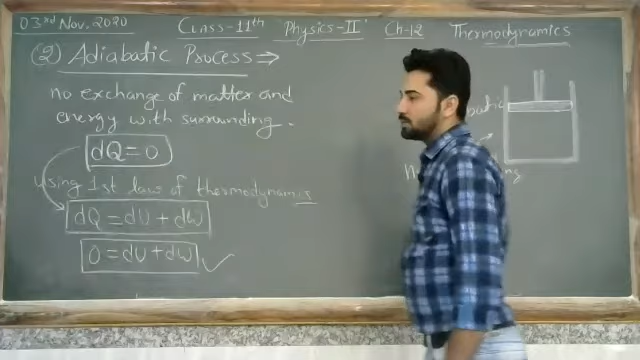 03rd Nov, 2020 Class-11th Physics-II' Ch-12 Thermodynamics
(2) Adiabatic Process ⇒
no exchange of matter and
energy with surrounding.
dQ = 0
using 1st law of thermodynamis
dQ = dU + dW
0 = dU + dW ✓